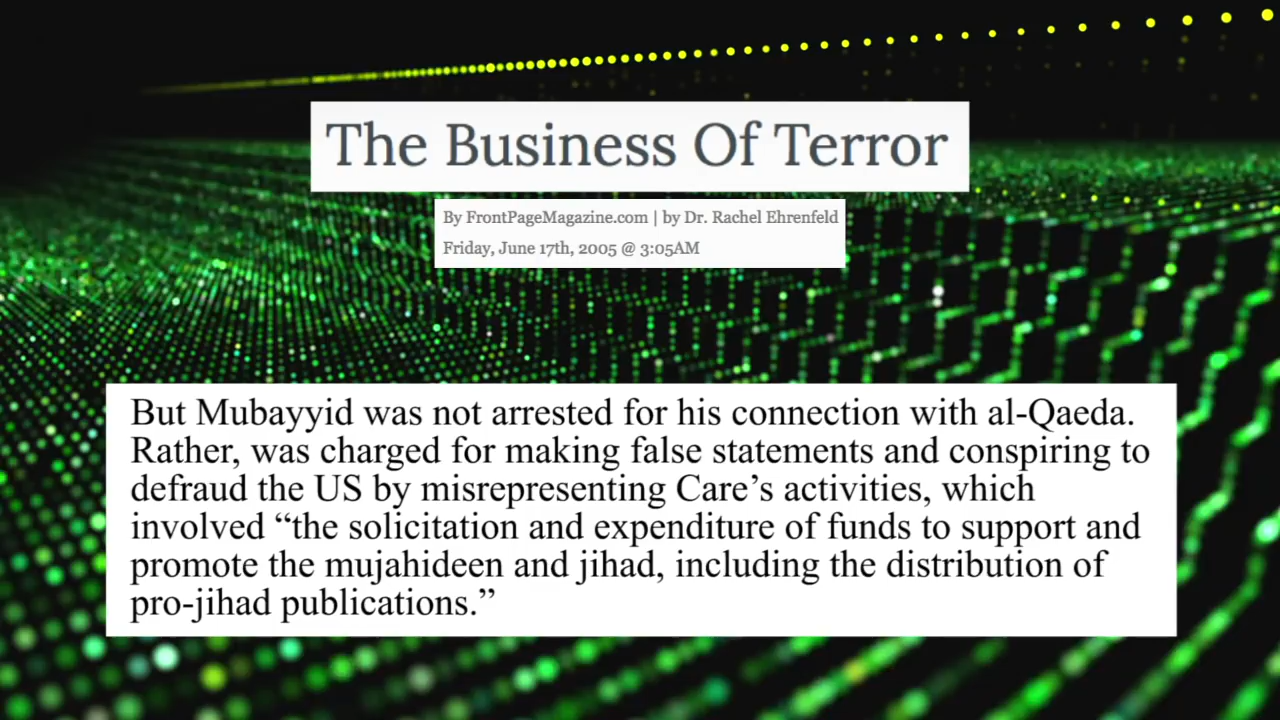 The Business Of Terror
By FrontPageMagazine.com | by Dr. Rachel Ehrenfeld
Friday, June 17th, 2005 @ 3:05AM
But Mubayyid was not arrested for his connection with al-Qaeda.
Rather, was charged for making false statements and conspiring to
defraud the US by misrepresenting Care’s activities, which
involved “the solicitation and expenditure of funds to support and
promote the mujahideen and jihad, including the distribution of
pro-jihad publications.”